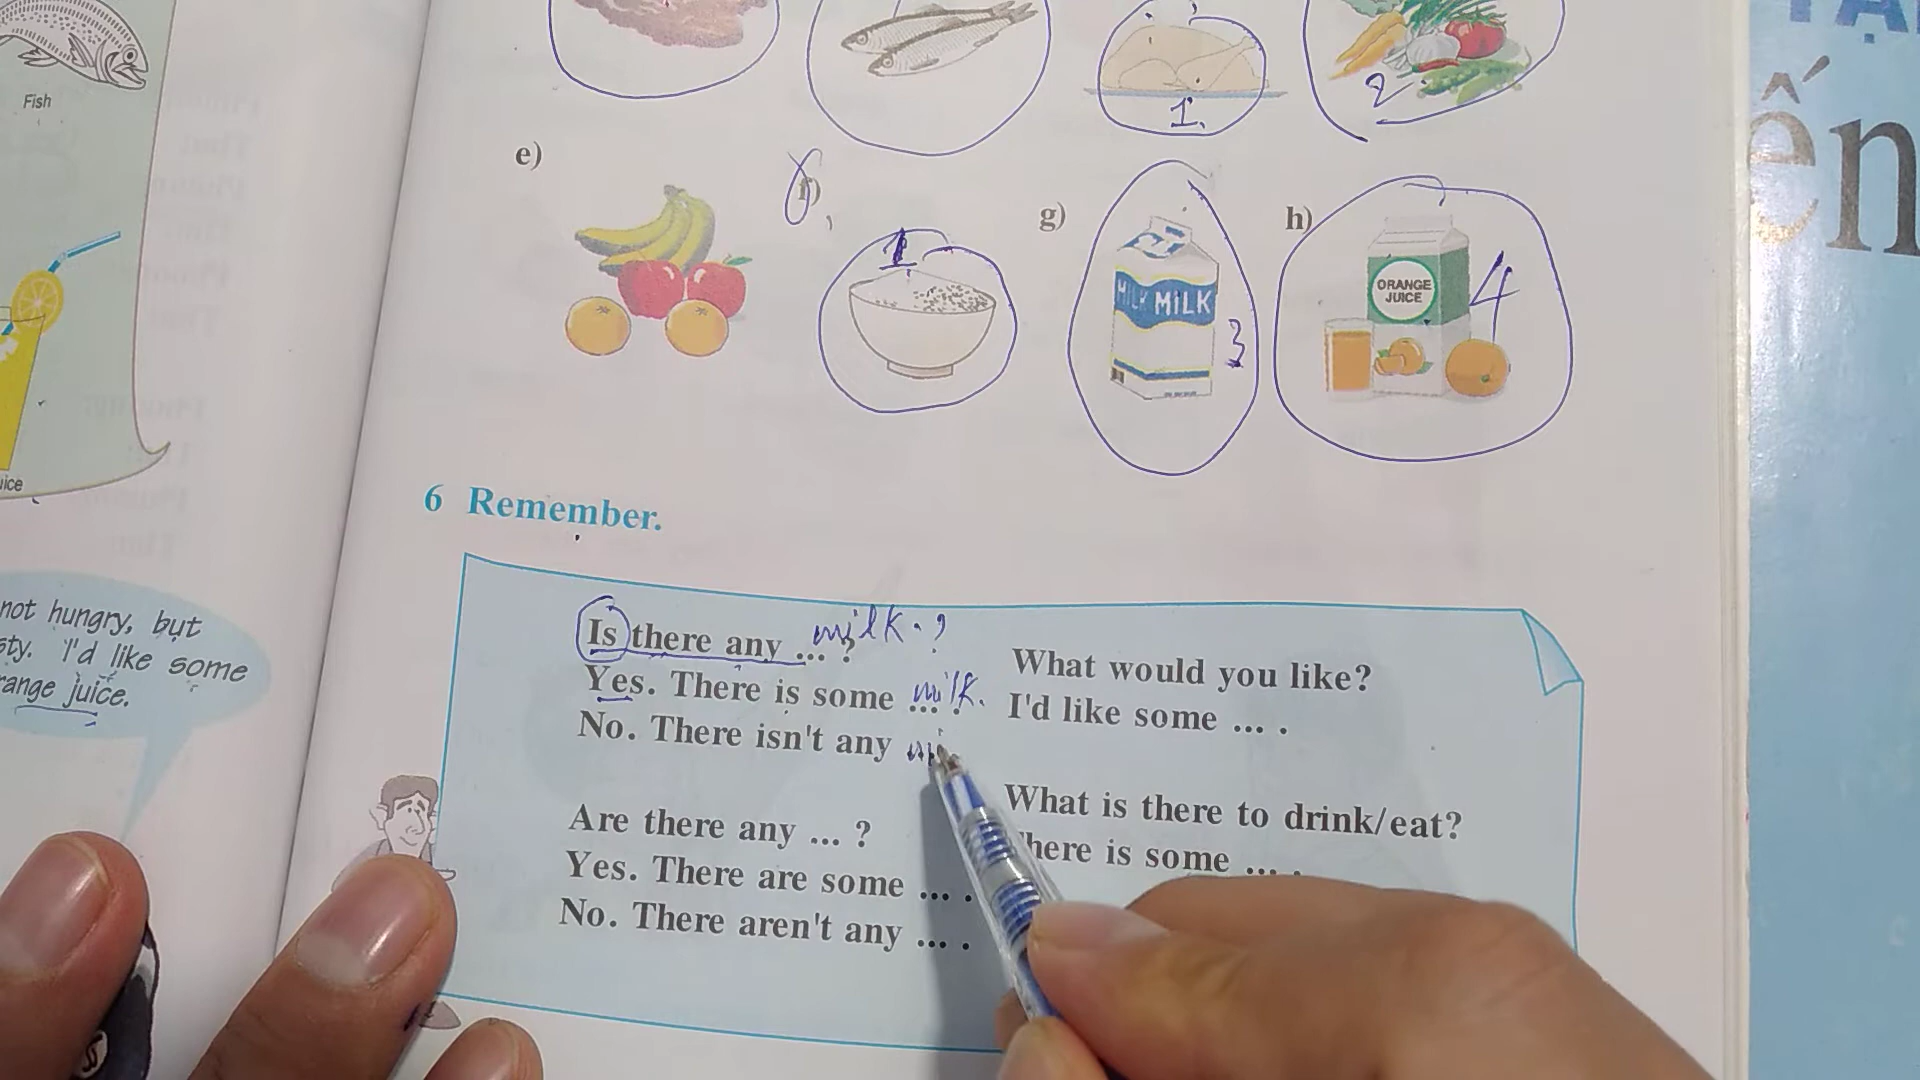 Fish
1.
2
e)
f)
1
g)
MILK MILK
3
h)
ORANGE
JUICE
4
uice
not hungry, but
sty. I'd like some
range juice.
6 Remember.
Is there any ... ? milk. ?
Yes. There is some ... . milk.
No. There isn't any
Are there any ... ?
Yes. There are some ... .
No. There aren't any ... .
What would you like?
I'd like some ... .
What is there to drink/eat?
There is some ... .
ến